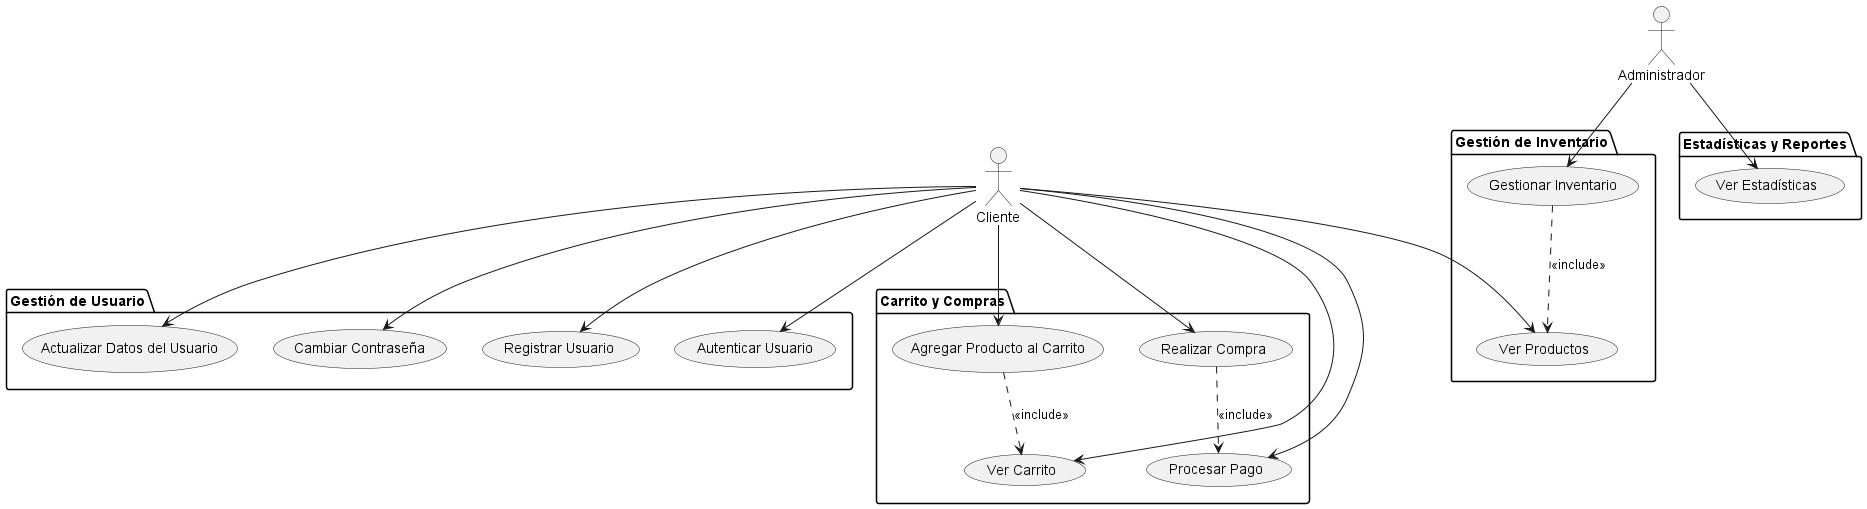 Administrador
Gestión de Inventario
Estadísticas y Reportes
Gestionar Inventario
Ver Estadísticas
Cliente
«include»
Gestión de Usuario
Carrito y Compras
Actualizar Datos del Usuario
Cambiar Contraseña
Registrar Usuario
Autenticar Usuario
Agregar Producto al Carrito
Realizar Compra
Ver Productos
«include»
«include»
Ver Carrito
Procesar Pago